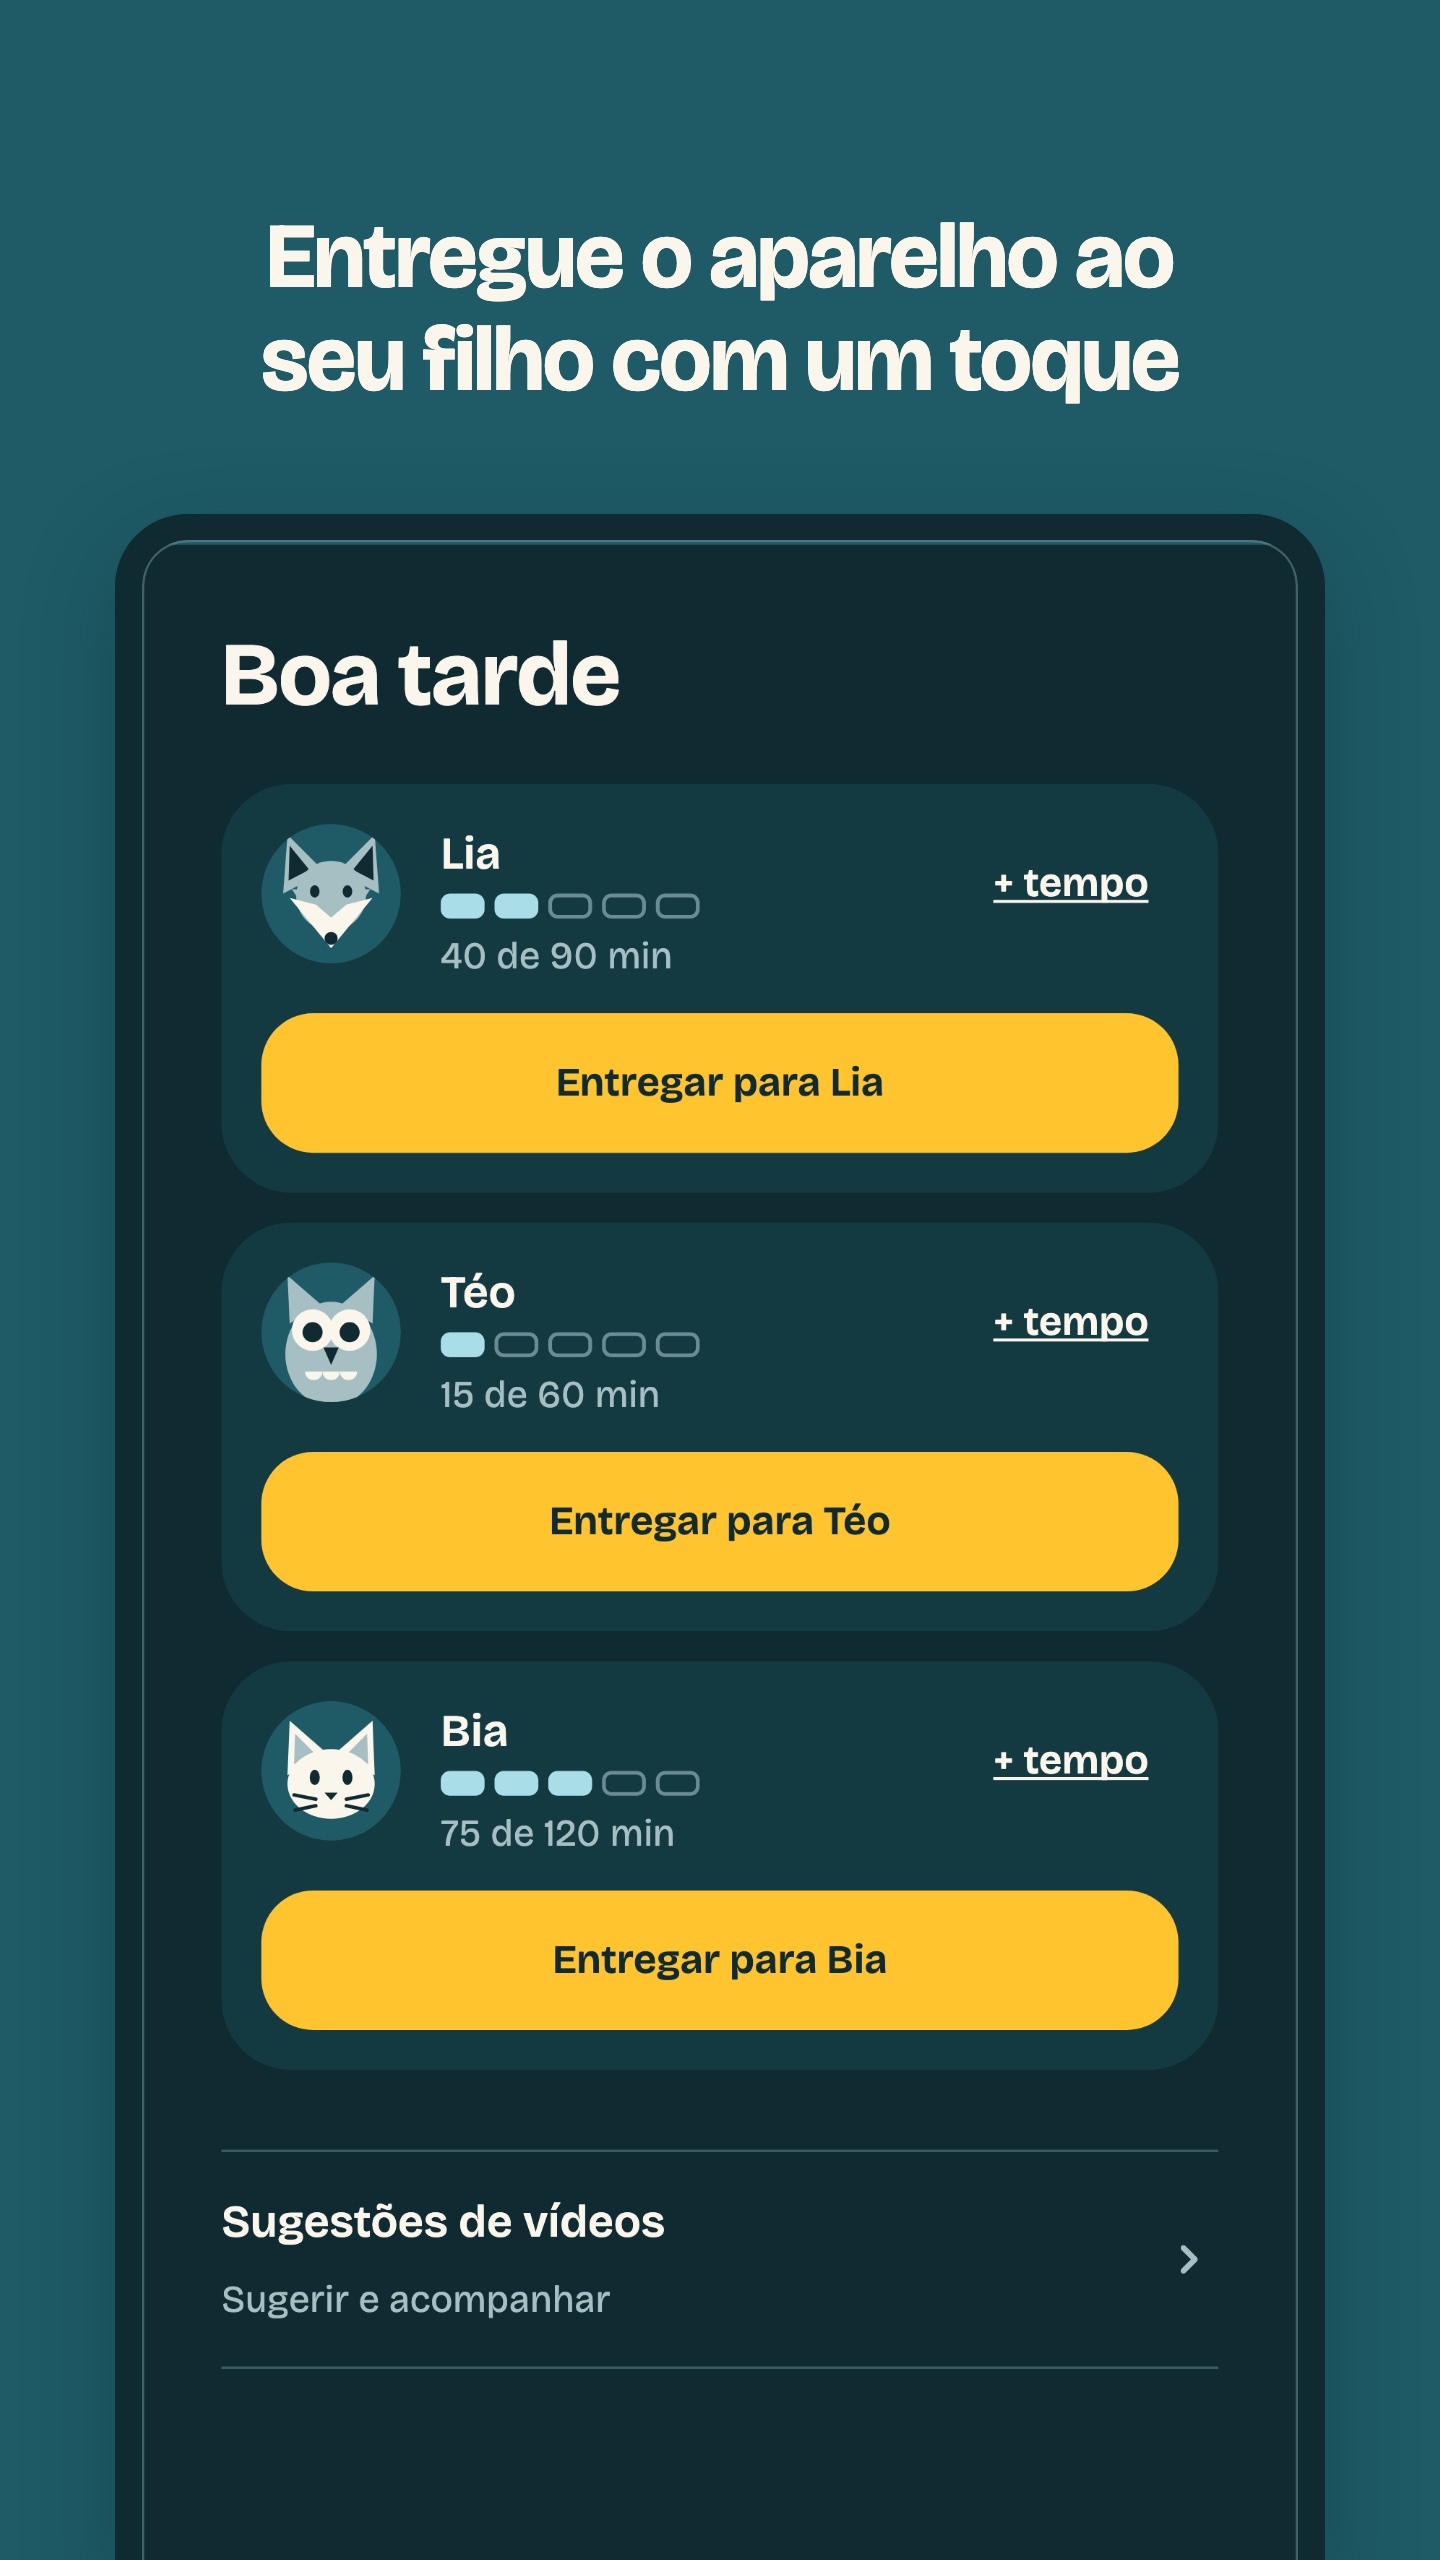 Entregue o aparelho ao
seu filho com um toque
Boa tarde
Lia
+ tempo
40 de 90 min
Entregar para Lia
Téo
+ tempo
15 de 60 min
Entregar para Téo
Bia
+ tempo
75 de 120 min
Entregar para Bia
Sugestões de vídeos
Sugerir e acompanhar